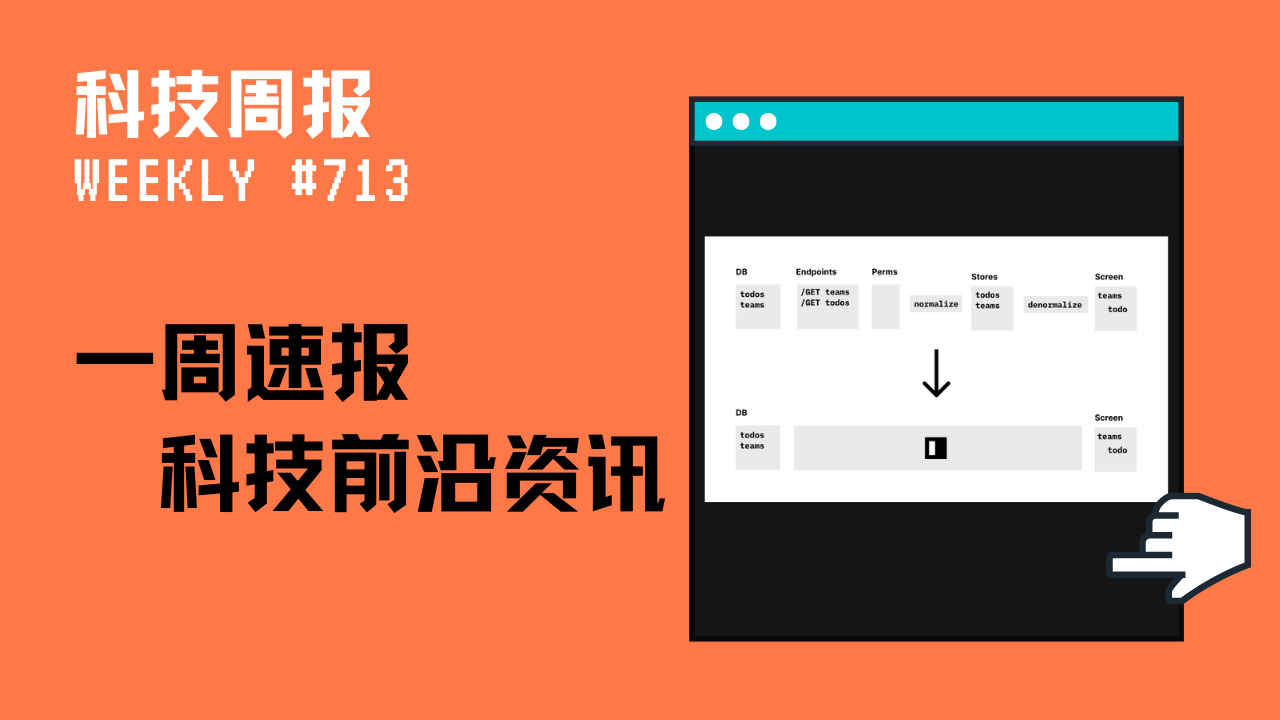 科技周报
WEEKLY #713
一周速报
科技前沿资讯
DB
Endpoints
Perms
Stores
Screen
todos
teams
/GET teams
/GET todos
normalize
todos
teams
denormalize
teams
todo
DB
Screen
todos
teams
teams
todo